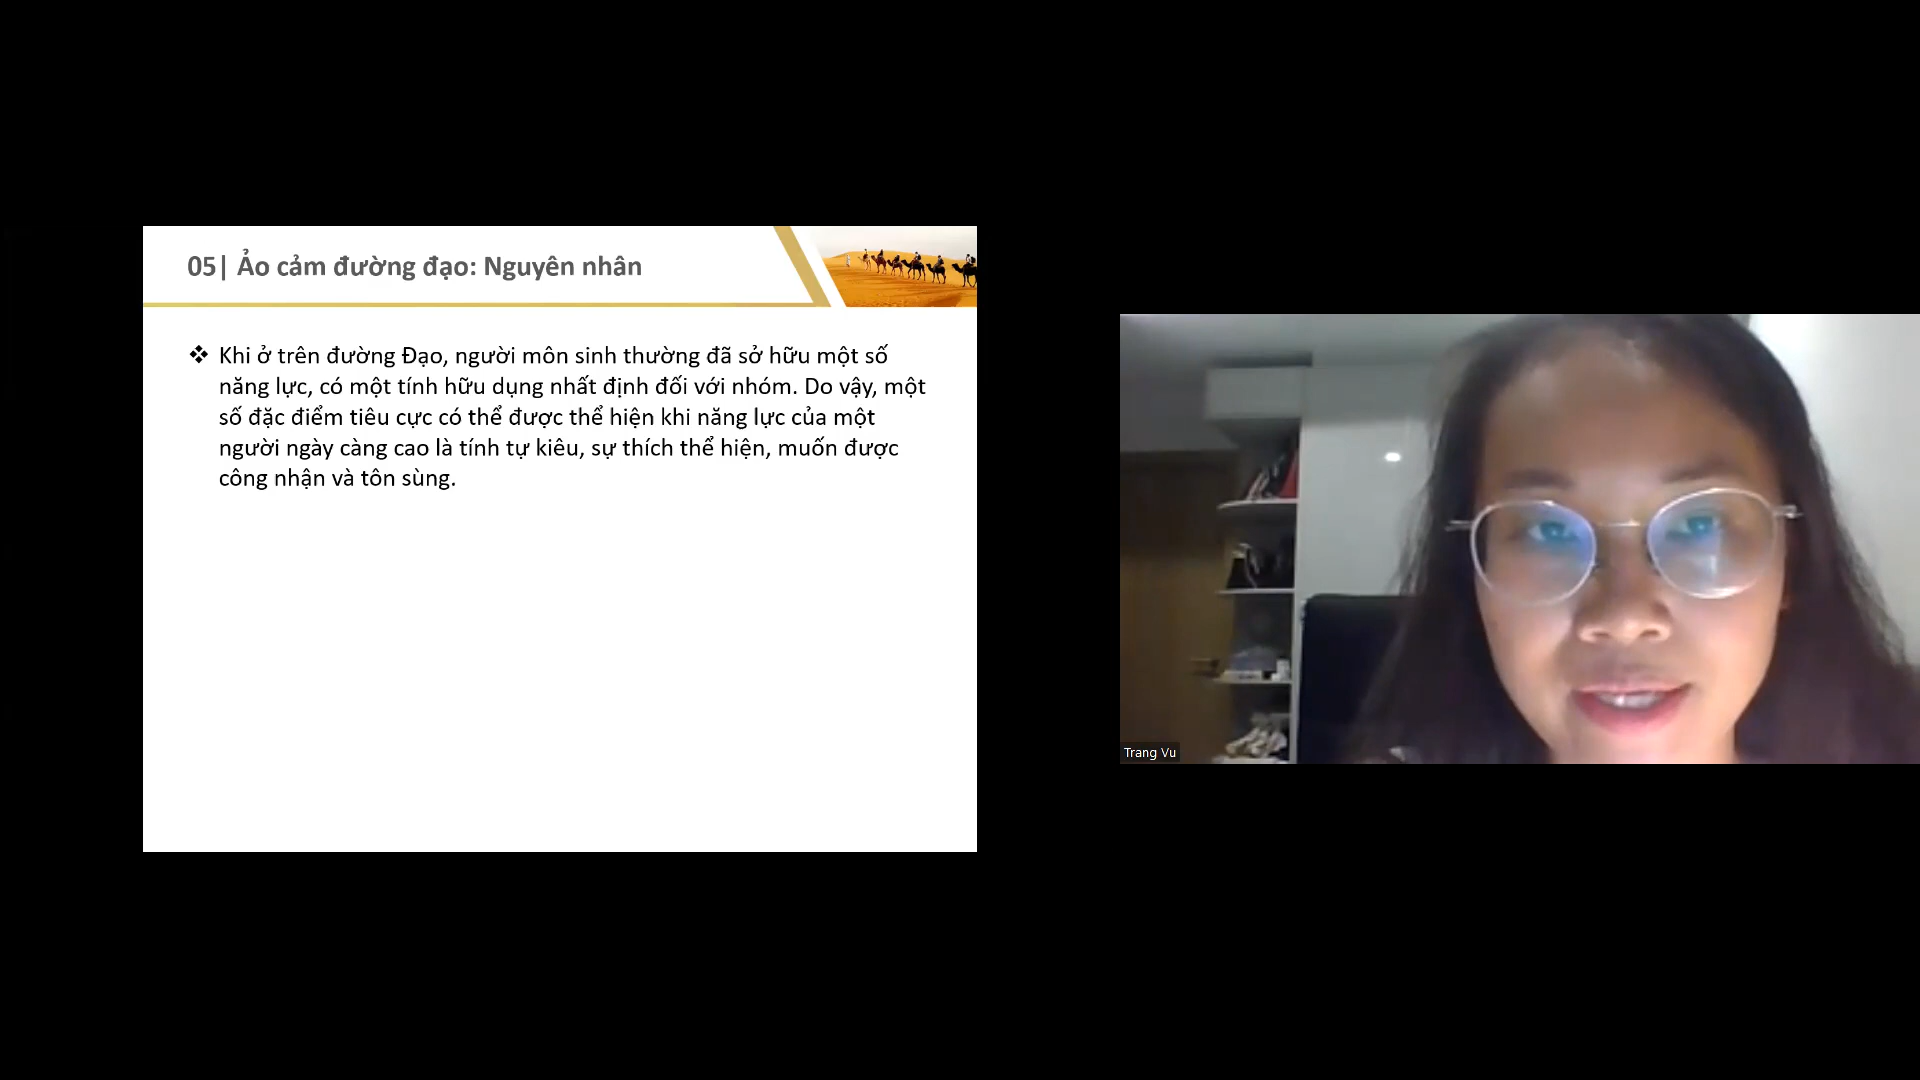 05| Ảo cảm đường đạo: Nguyên nhân
❖ Khi ở trên đường Đạo, người môn sinh thường đã sở hữu một số
năng lực, có một tính hữu dụng nhất định đối với nhóm. Do vậy, một
số đặc điểm tiêu cực có thể được thể hiện khi năng lực của một
người ngày càng cao là tính tự kiêu, sự thích thể hiện, muốn được
công nhận và tôn sùng.
Trang Vu